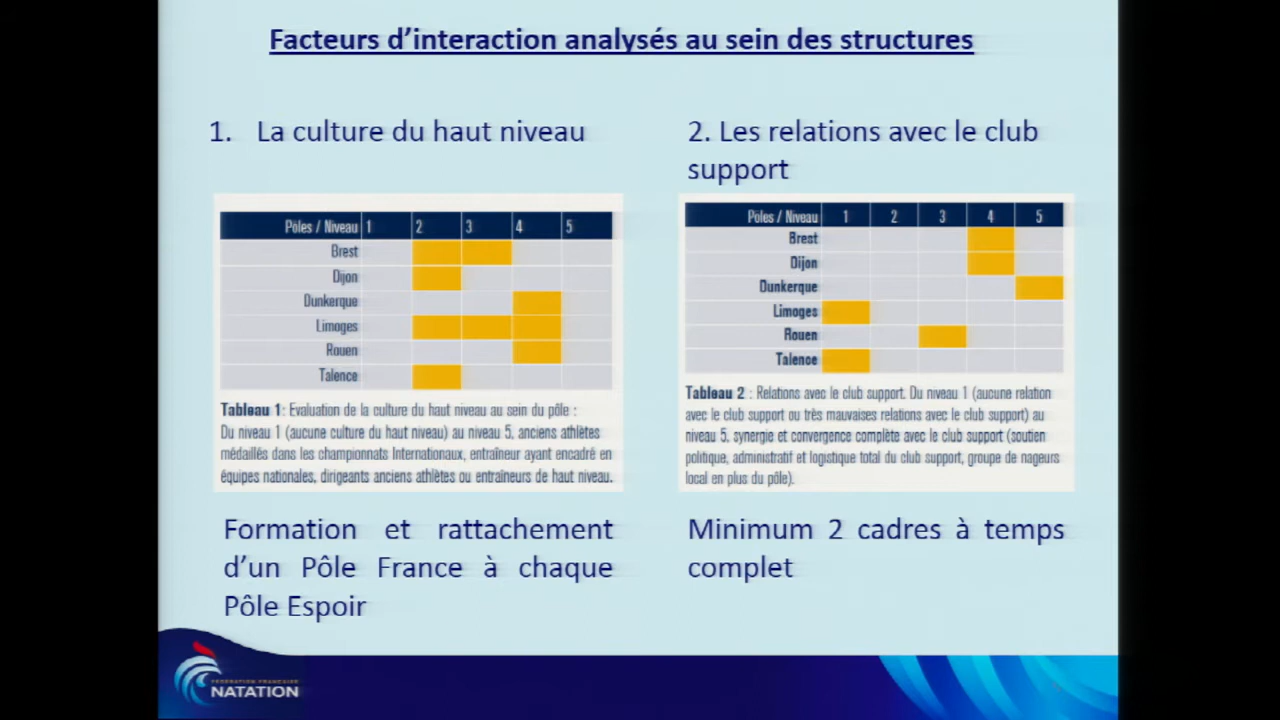 Facteurs d'interaction analysés au sein des structures
1. La culture du haut niveau
Pôles / Niveau 1 2 3 4 5
Brest
Dijon
Dunkerque
Limoges
Rouen
Talence
Tableau 1 : Evaluation de la culture du haut niveau au sein du pôle :
Du niveau 1 (aucune culture du haut niveau) au niveau 5, anciens athlètes
médaillés dans les championnats Internationaux, entraîneur ayant encadré en
équipes nationales, dirigeants anciens athlètes ou entraîneurs de haut niveau.
Formation et rattachement
d'un Pôle France à chaque
Pôle Espoir
2. Les relations avec le club
support
Pôles / Niveau 1 2 3 4 5
Brest
Dijon
Dunkerque
Limoges
Rouen
Talence
Tableau 2 : Relations avec le club support. Du niveau 1 (aucune relation
avec le club support ou très mauvaises relations avec le club support) au
niveau 5, synergie et convergence complète avec le club support (soutien
politique, administratif et logistique total du club support, groupe de nageurs
local en plus du pôle).
Minimum 2 cadres à temps
complet
FÉDÉRATION FRANÇAISE
NATATION